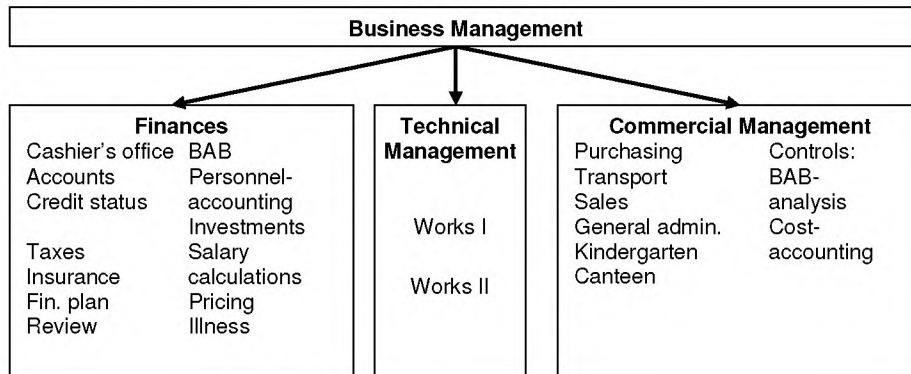 Business Management
Finances
Cashier's office BAB
Accounts Personnel-
Credit status accounting
Investments
Taxes Salary
Insurance calculations
Fin. plan Pricing
Review Illness
Technical
Management
Works I
Works II
Commercial Management
Purchasing Controls:
Transport BAB-
Sales analysis
General admin. Cost-
Kindergarten accounting
Canteen